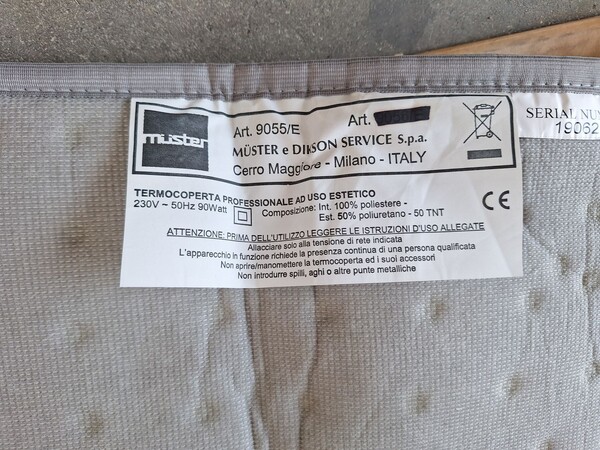 müster
Art. 9055/E Art.
MÜSTER e DIKSON SERVICE S.p.a.
Cerro Maggiore - Milano - ITALY
SERIAL NU
19062
TERMOCOPERTA PROFESSIONALE AD USO ESTETICO
230V ~ 50Hz 90Watt Composizione: Int. 100% poliestere -
Est. 50% poliuretano - 50 TNT
CE
ATTENZIONE: PRIMA DELL'UTILIZZO LEGGERE LE ISTRUZIONI D'USO ALLEGATE
Allacciare solo alla tensione di rete indicata
L'apparecchio in funzione richiede la presenza continua di una persona qualificata
Non aprire/manomettere la termocoperta ed i suoi accessori
Non introdurre spilli, aghi o altre punte metalliche